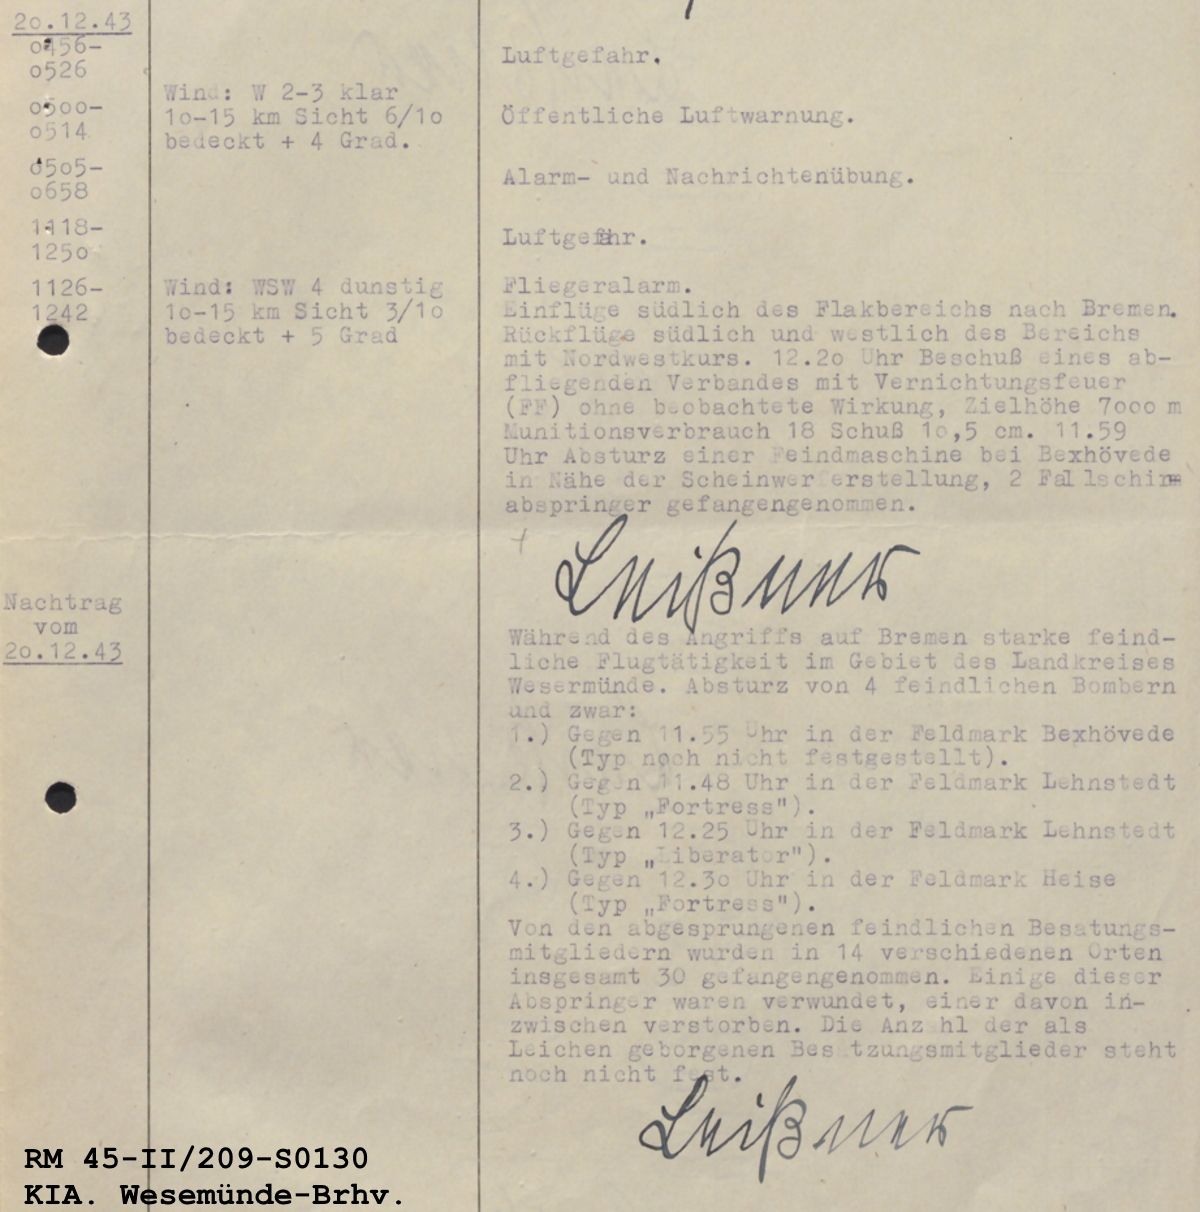 20.12.43
0456-
0526
Luftgefahr.
Wind: W 2-3 klar
10-15 km Sicht 6/10
bedeckt + 4 Grad.
0500-
0514
Öffentliche Luftwarnung.
0505-
0658
Alarm- und Nachrichtenübung.
1118-
1250
Luftgefahr.
1126-
1242
Wind: WSW 4 dunstig
10-15 km Sicht 3/10
bedeckt + 5 Grad
Fliegeralarm.
Einflüge südlich des Flakbereichs nach Bremen.
Rückflüge südlich und westlich des Bereichs
mit Nordwestkurs. 12.20 Uhr Beschuß eines ab-
fliegenden Verbandes mit Vernichtungsfeuer
(FF) ohne beobachtete Wirkung, Zielhöhe 7000 m
Munitionsverbrauch 18 Schuß 10,5 cm. 11.59
Uhr Absturz einer Feindmaschine bei Bexhövede
in Nähe der Scheinwerferstellung, 2 Fallschirm
abspringer gefangengenommen.
Leißner
Nachtrag
vom
20.12.43
Während des Angriffs auf Bremen starke feind-
liche Flugtätigkeit im Gebiet des Landkreises
Wesermünde. Absturz von 4 feindlichen Bombern
und zwar:
1.) Gegen 11.55 Uhr in der Feldmark Bexhövede
(Typ noch nicht festgestellt).
2.) Gegen 11.48 Uhr in der Feldmark Lehnstedt
(Typ „Fortress").
3.) Gegen 12.25 Uhr in der Feldmark Lehnstedt
(Typ „Liberator").
4.) Gegen 12.30 Uhr in der Feldmark Heise
(Typ „Fortress").
Von den abgesprungenen feindlichen Besatungs-
mitgliedern wurden in 14 verschiedenen Orten
insgesamt 30 gefangengenommen. Einige dieser
Abspringer waren verwundet, einer davon in-
zwischen verstorben. Die Anzahl der als
Leichen geborgenen Besatzungsmitglieder steht
noch nicht fest.
Leißner
RM 45-II/209-S0130
KIA. Wesemünde-Brhv.